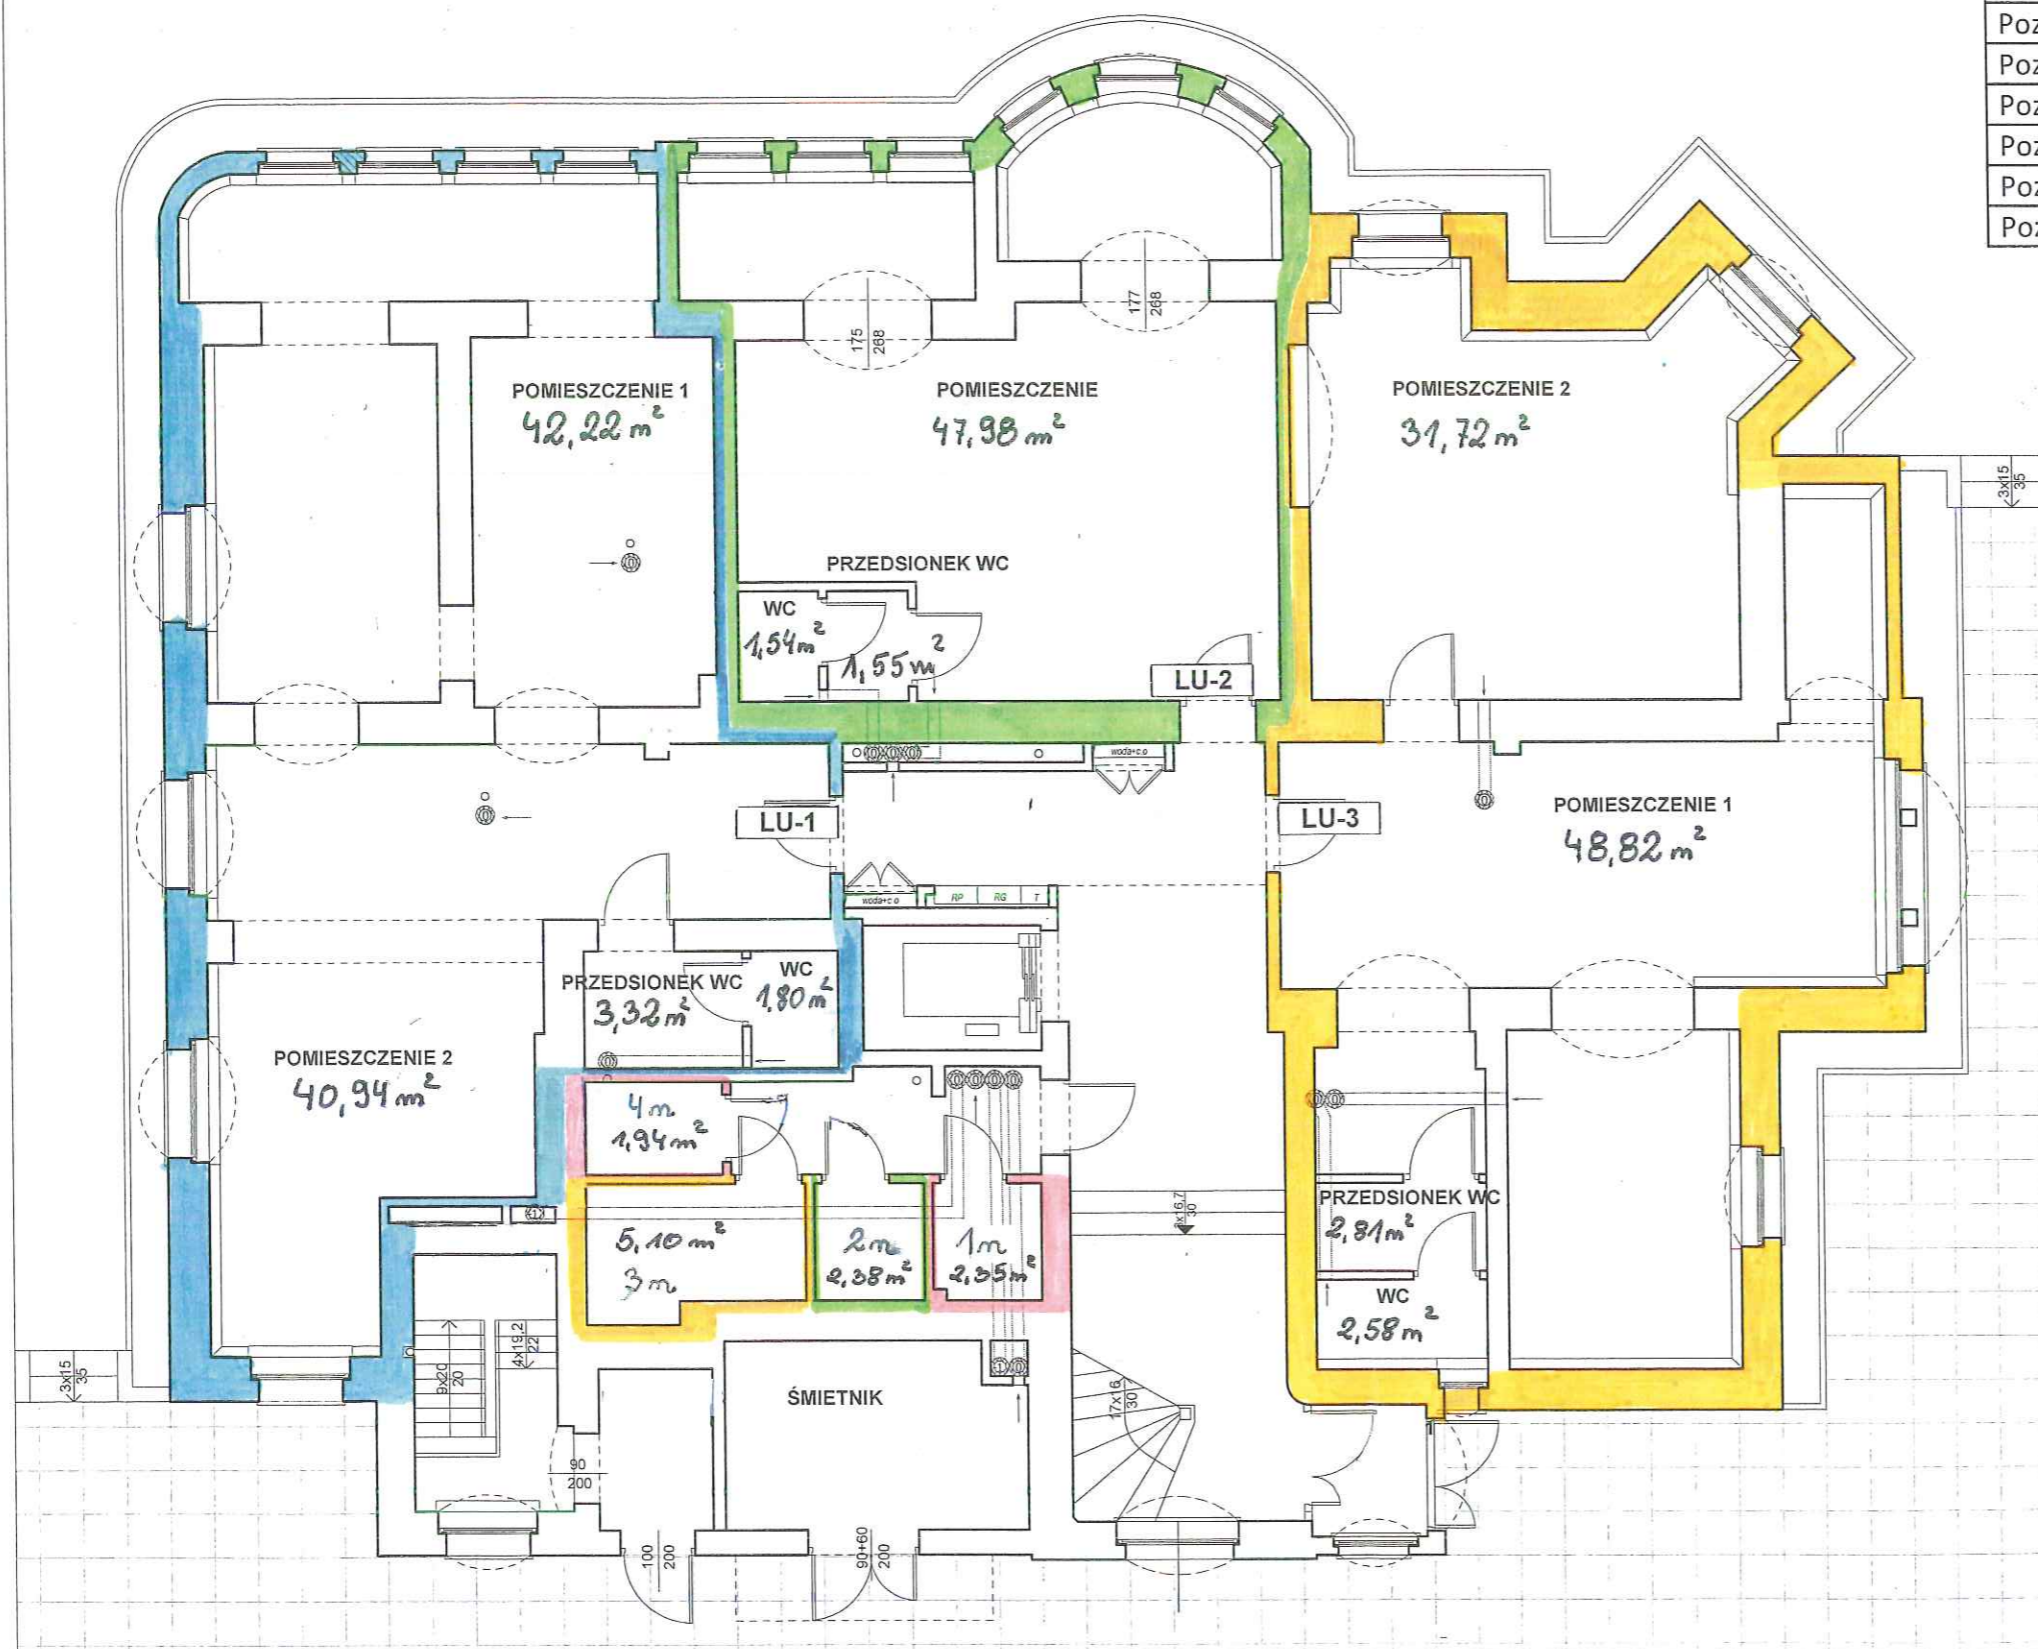 Poz
Poz
Poz
Poz
Poz
Poz
POMIESZCZENIE 1
42,22 m²
POMIESZCZENIE
47,98 m²
POMIESZCZENIE 2
31,72 m²
175
268
177
268
3x15
35
PRZEDSIONEK WC
WC
1,54 m²
1,55 m²
LU-2
woda+c.o
LU-1
LU-3
POMIESZCZENIE 1
48,82 m²
woda+c.o
RP
RG
T
PRZEDSIONEK WC
3,32 m²
WC
1,80 m²
POMIESZCZENIE 2
40,94 m²
4m
1,94 m²
5,10 m²
3m
2m
2,38 m²
1m
2,35 m²
30
PRZEDSIONEK WC
2,81 m²
WC
2,58 m²
3x15
35
9x20
20
4x19,2
22
ŚMIETNIK
17x16
30
90
200
100
200
90+60
200